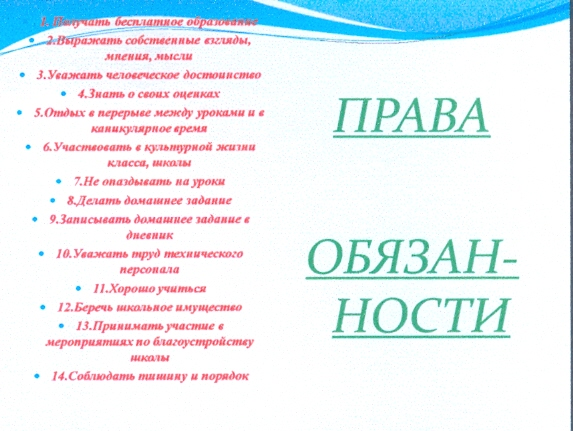 1. Получать бесплатное образование
2.Выражать собственные взгляды,
мнения, мысли
3.Уважать человеческое достоинство
4.Знать о своих оценках
5.Отдых в перерыве между уроками и в
каникулярное время
6.Участвовать в культурной жизни
класса, школы
7.Не опаздывать на уроки
8.Делать домашнее задание
9.Записывать домашнее задание в
дневник
10.Уважать труд технического
персонала
11.Хорошо учиться
12.Беречь школьное имущество
13.Принимать участие в
мероприятиях по благоустройству
школы
14.Соблюдать тишину и порядок
ПРАВА
ОБЯЗАН-
НОСТИ